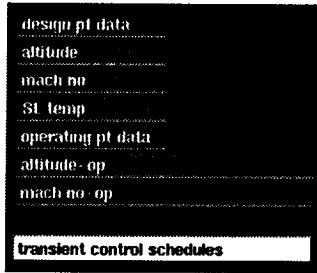 design pt data
altitude
mach no
SL temp
operating pt data
altitude - op
mach no - op
transient control schedules